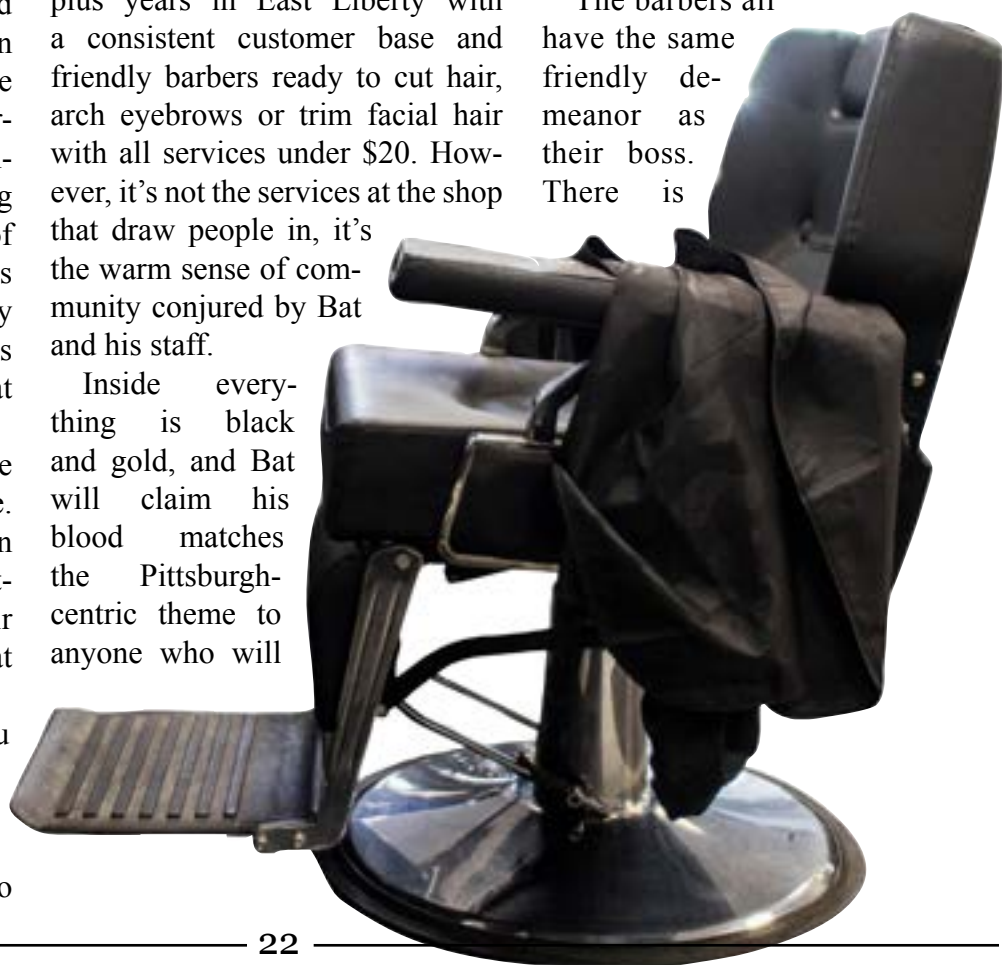 plus years in East Liberty with
a consistent customer base and
friendly barbers ready to cut hair,
arch eyebrows or trim facial hair
with all services under $20. How-
ever, it's not the services at the shop
that draw people in, it's
the warm sense of com-
munity conjured by Bat
and his staff.
Inside every-
thing is black
and gold, and Bat
will claim his
blood matches
the Pittsburgh-
centric theme to
anyone who will
The barbers all
have the same
friendly de-
meanor as
their boss.
There is
22